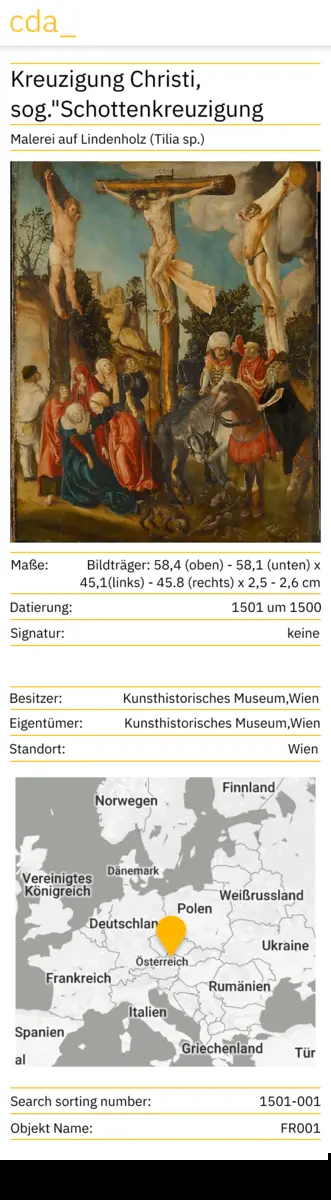 cda_
Kreuzigung Christi,
sog."Schottenkreuzigung
Malerei auf Lindenholz (Tilia sp.)
Maße: Bildträger: 58,4 (oben) - 58,1 (unten) x
45,1(links) - 45.8 (rechts) x 2,5 - 2,6 cm
Datierung: 1501 um 1500
Signatur: keine
Besitzer: Kunsthistorisches Museum,Wien
Eigentümer: Kunsthistorisches Museum,Wien
Standort: Wien
Finnland
Norwegen
Dänemark
Vereinigtes
Königreich
Weißrussland
Polen
Deutschlan
Ukraine
Österreich
Frankreich
Rumänien
Italien
Spanien
Griechenland
Tür
al
Search sorting number: 1501-001
Objekt Name: FR001